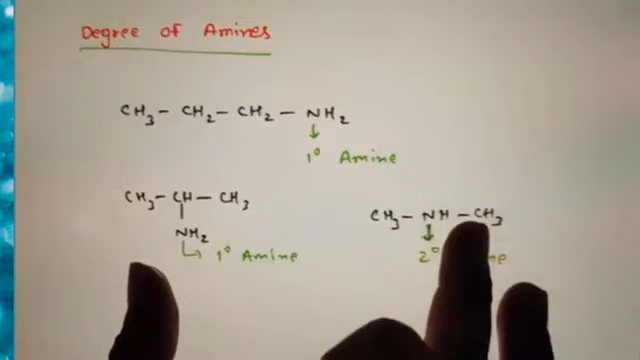 Degree of Amines
CH₃ – CH₂ – CH₂ – NH₂
1° Amine
CH₃ – CH – CH₃
NH₂
1° Amine
CH₃ – NH – CH₃
2°